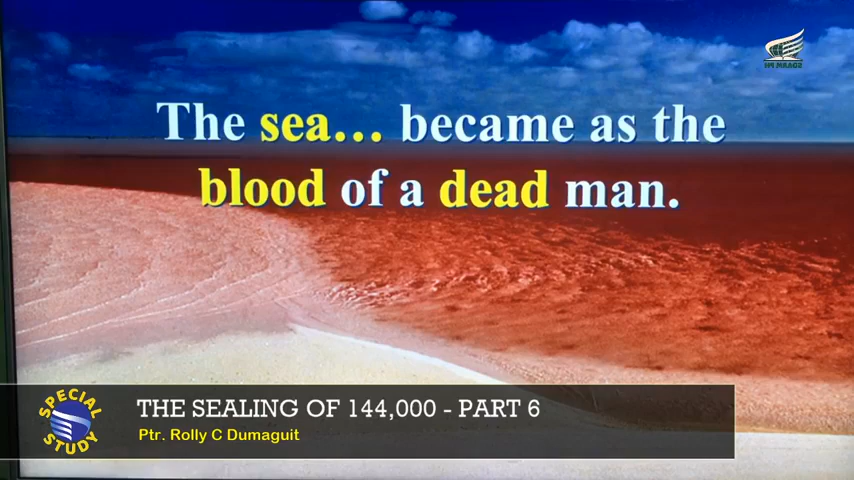 The sea... became as the
blood of a dead man.
SPECIAL
STUDY
THE SEALING OF 144,000 - PART 6
Ptr. Rolly C Dumaguit